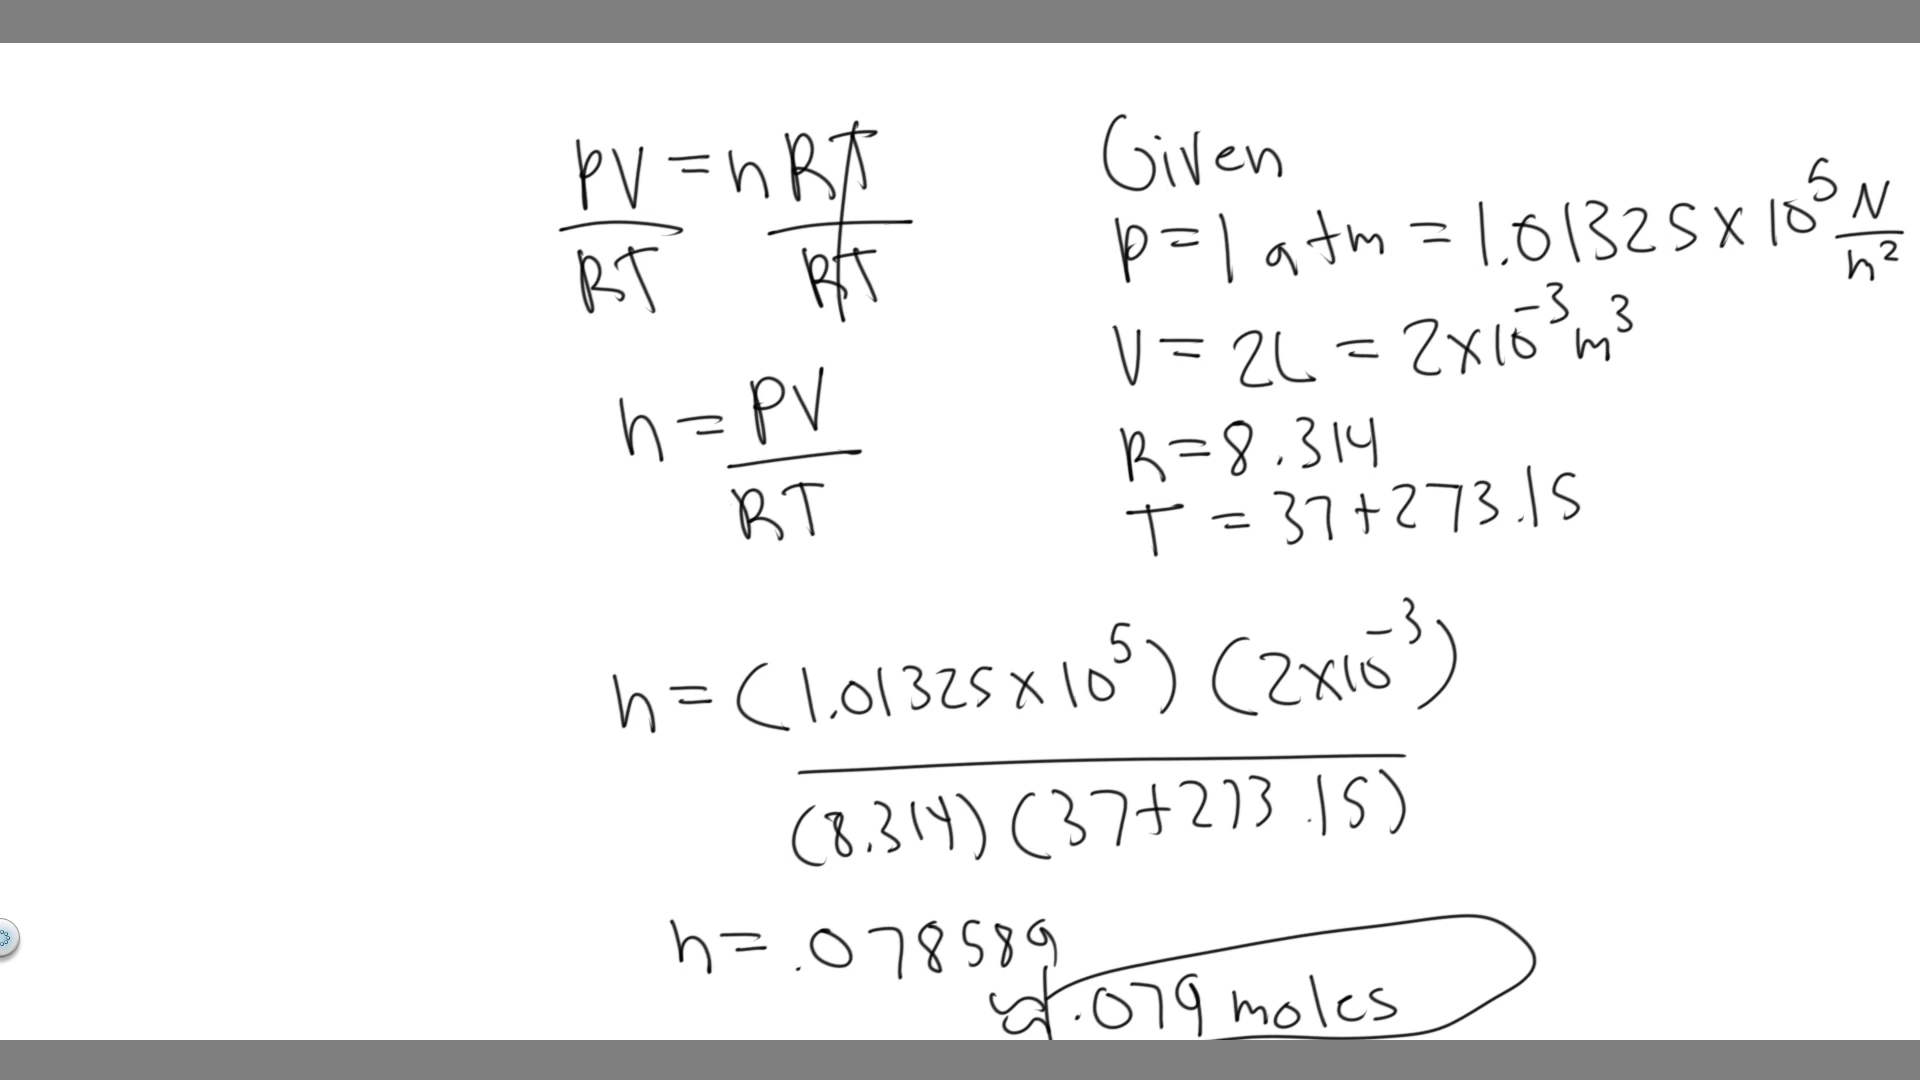 PV = nRT
RT RT
n = PV
RT
Given
P = 1 atm = 1.01325 x 10^5 N/m^2
V = 2L = 2x10^-3 m^3
R = 8.314
T = 37+273.15
n = (1.01325 x 10^5) (2x10^-3)
(8.314) (37+273.15)
n = .078589
≈ .079 moles